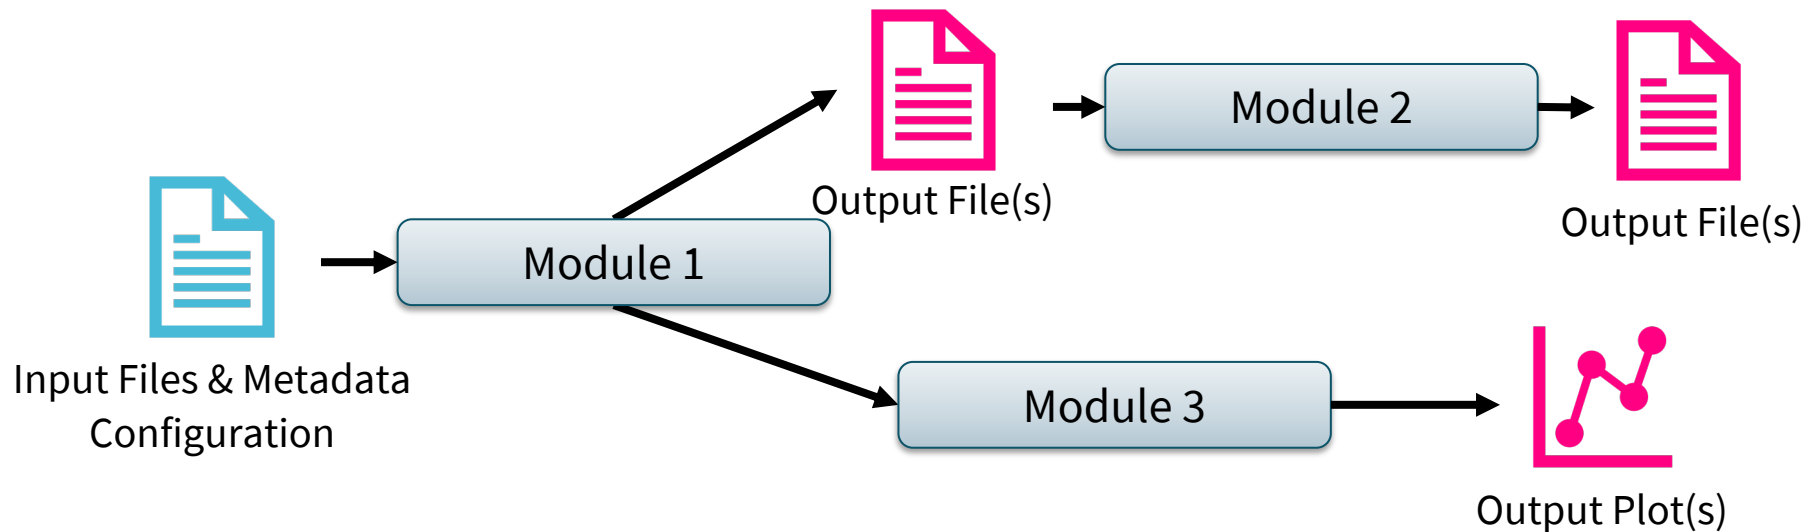 Output File(s)
Module 2
Output File(s)
Module 1
Input Files & Metadata
Configuration
Module 3
Output Plot(s)